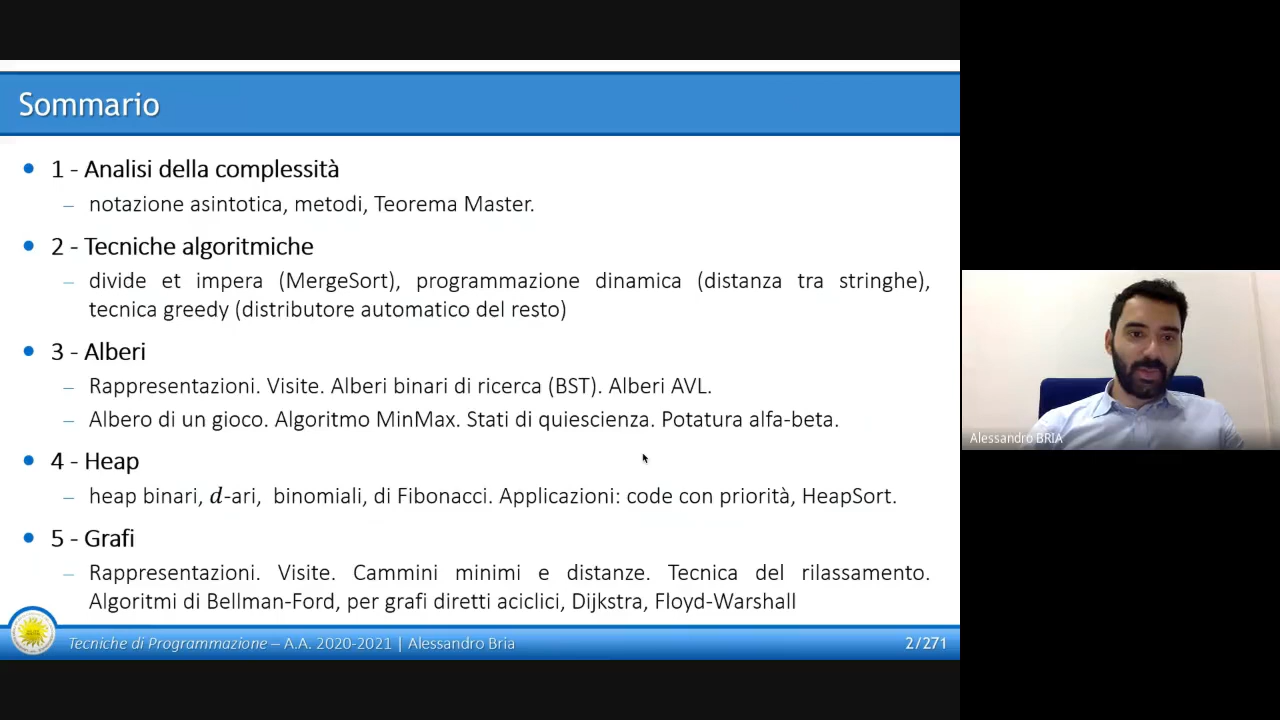 Sommario
1 - Analisi della complessità
– notazione asintotica, metodi, Teorema Master.
2 - Tecniche algoritmiche
– divide et impera (MergeSort), programmazione dinamica (distanza tra stringhe),
tecnica greedy (distributore automatico del resto)
3 - Alberi
– Rappresentazioni. Visite. Alberi binari di ricerca (BST). Alberi AVL.
– Albero di un gioco. Algoritmo MinMax. Stati di quiescienza. Potatura alfa-beta.
4 - Heap
– heap binari, d-ari, binomiali, di Fibonacci. Applicazioni: code con priorità, HeapSort.
5 - Grafi
– Rappresentazioni. Visite. Cammini minimi e distanze. Tecnica del rilassamento.
Algoritmi di Bellman-Ford, per grafi diretti aciclici, Dijkstra, Floyd-Warshall
Tecniche di Programmazione – A.A. 2020-2021 | Alessandro Bria
2/271
Alessandro BRIA